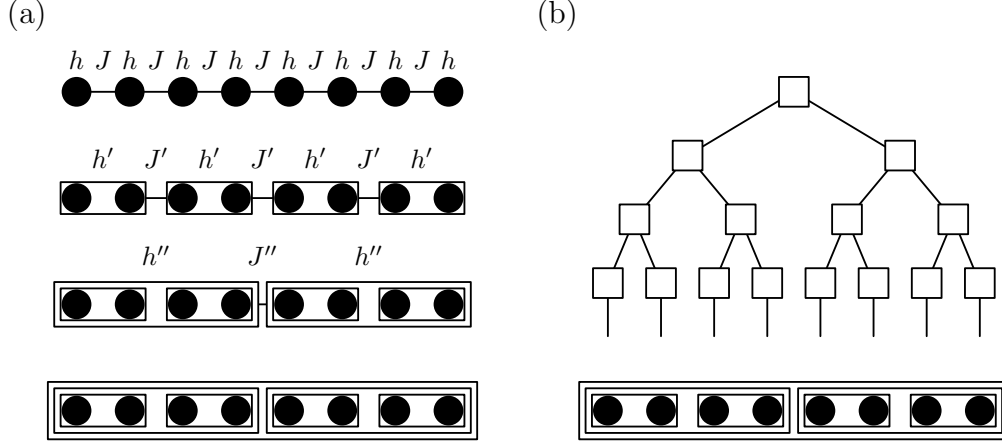 (a)
(b)
h J h J h J h J h J h J h J h
h′ J′ h′ J′ h′ J′ h′
h″ J″ h″